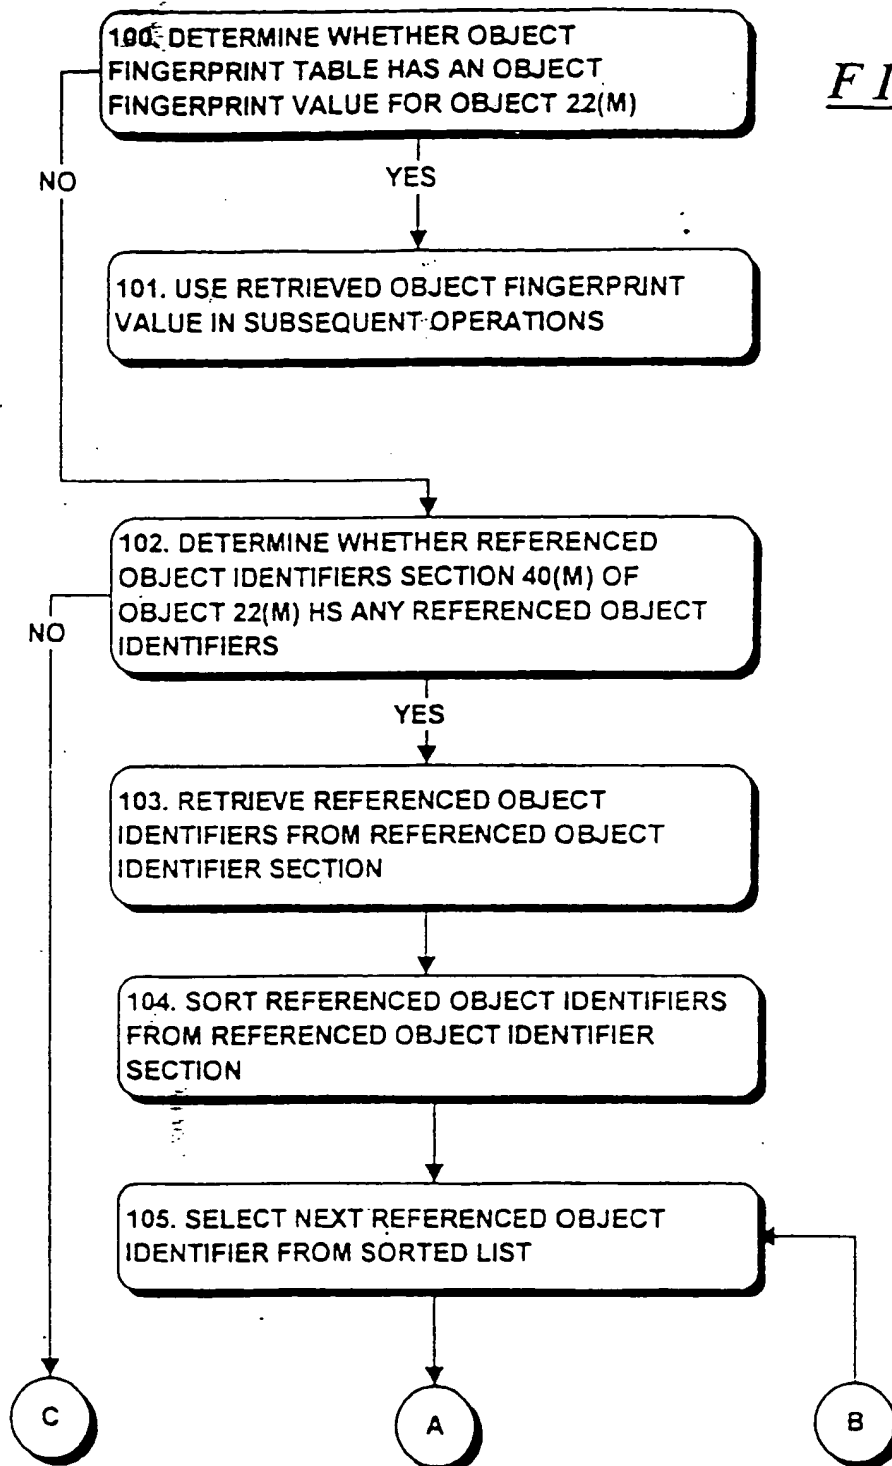 100. DETERMINE WHETHER OBJECT
FINGERPRINT TABLE HAS AN OBJECT
FINGERPRINT VALUE FOR OBJECT 22(M)
F I
NO
YES
101. USE RETRIEVED OBJECT FINGERPRINT
VALUE IN SUBSEQUENT OPERATIONS
102. DETERMINE WHETHER REFERENCED
OBJECT IDENTIFIERS SECTION 40(M) OF
OBJECT 22(M) HS ANY REFERENCED OBJECT
IDENTIFIERS
NO
YES
103. RETRIEVE REFERENCED OBJECT
IDENTIFIERS FROM REFERENCED OBJECT
IDENTIFIER SECTION
104. SORT REFERENCED OBJECT IDENTIFIERS
FROM REFERENCED OBJECT IDENTIFIER
SECTION
105. SELECT NEXT REFERENCED OBJECT
IDENTIFIER FROM SORTED LIST
C
A
B